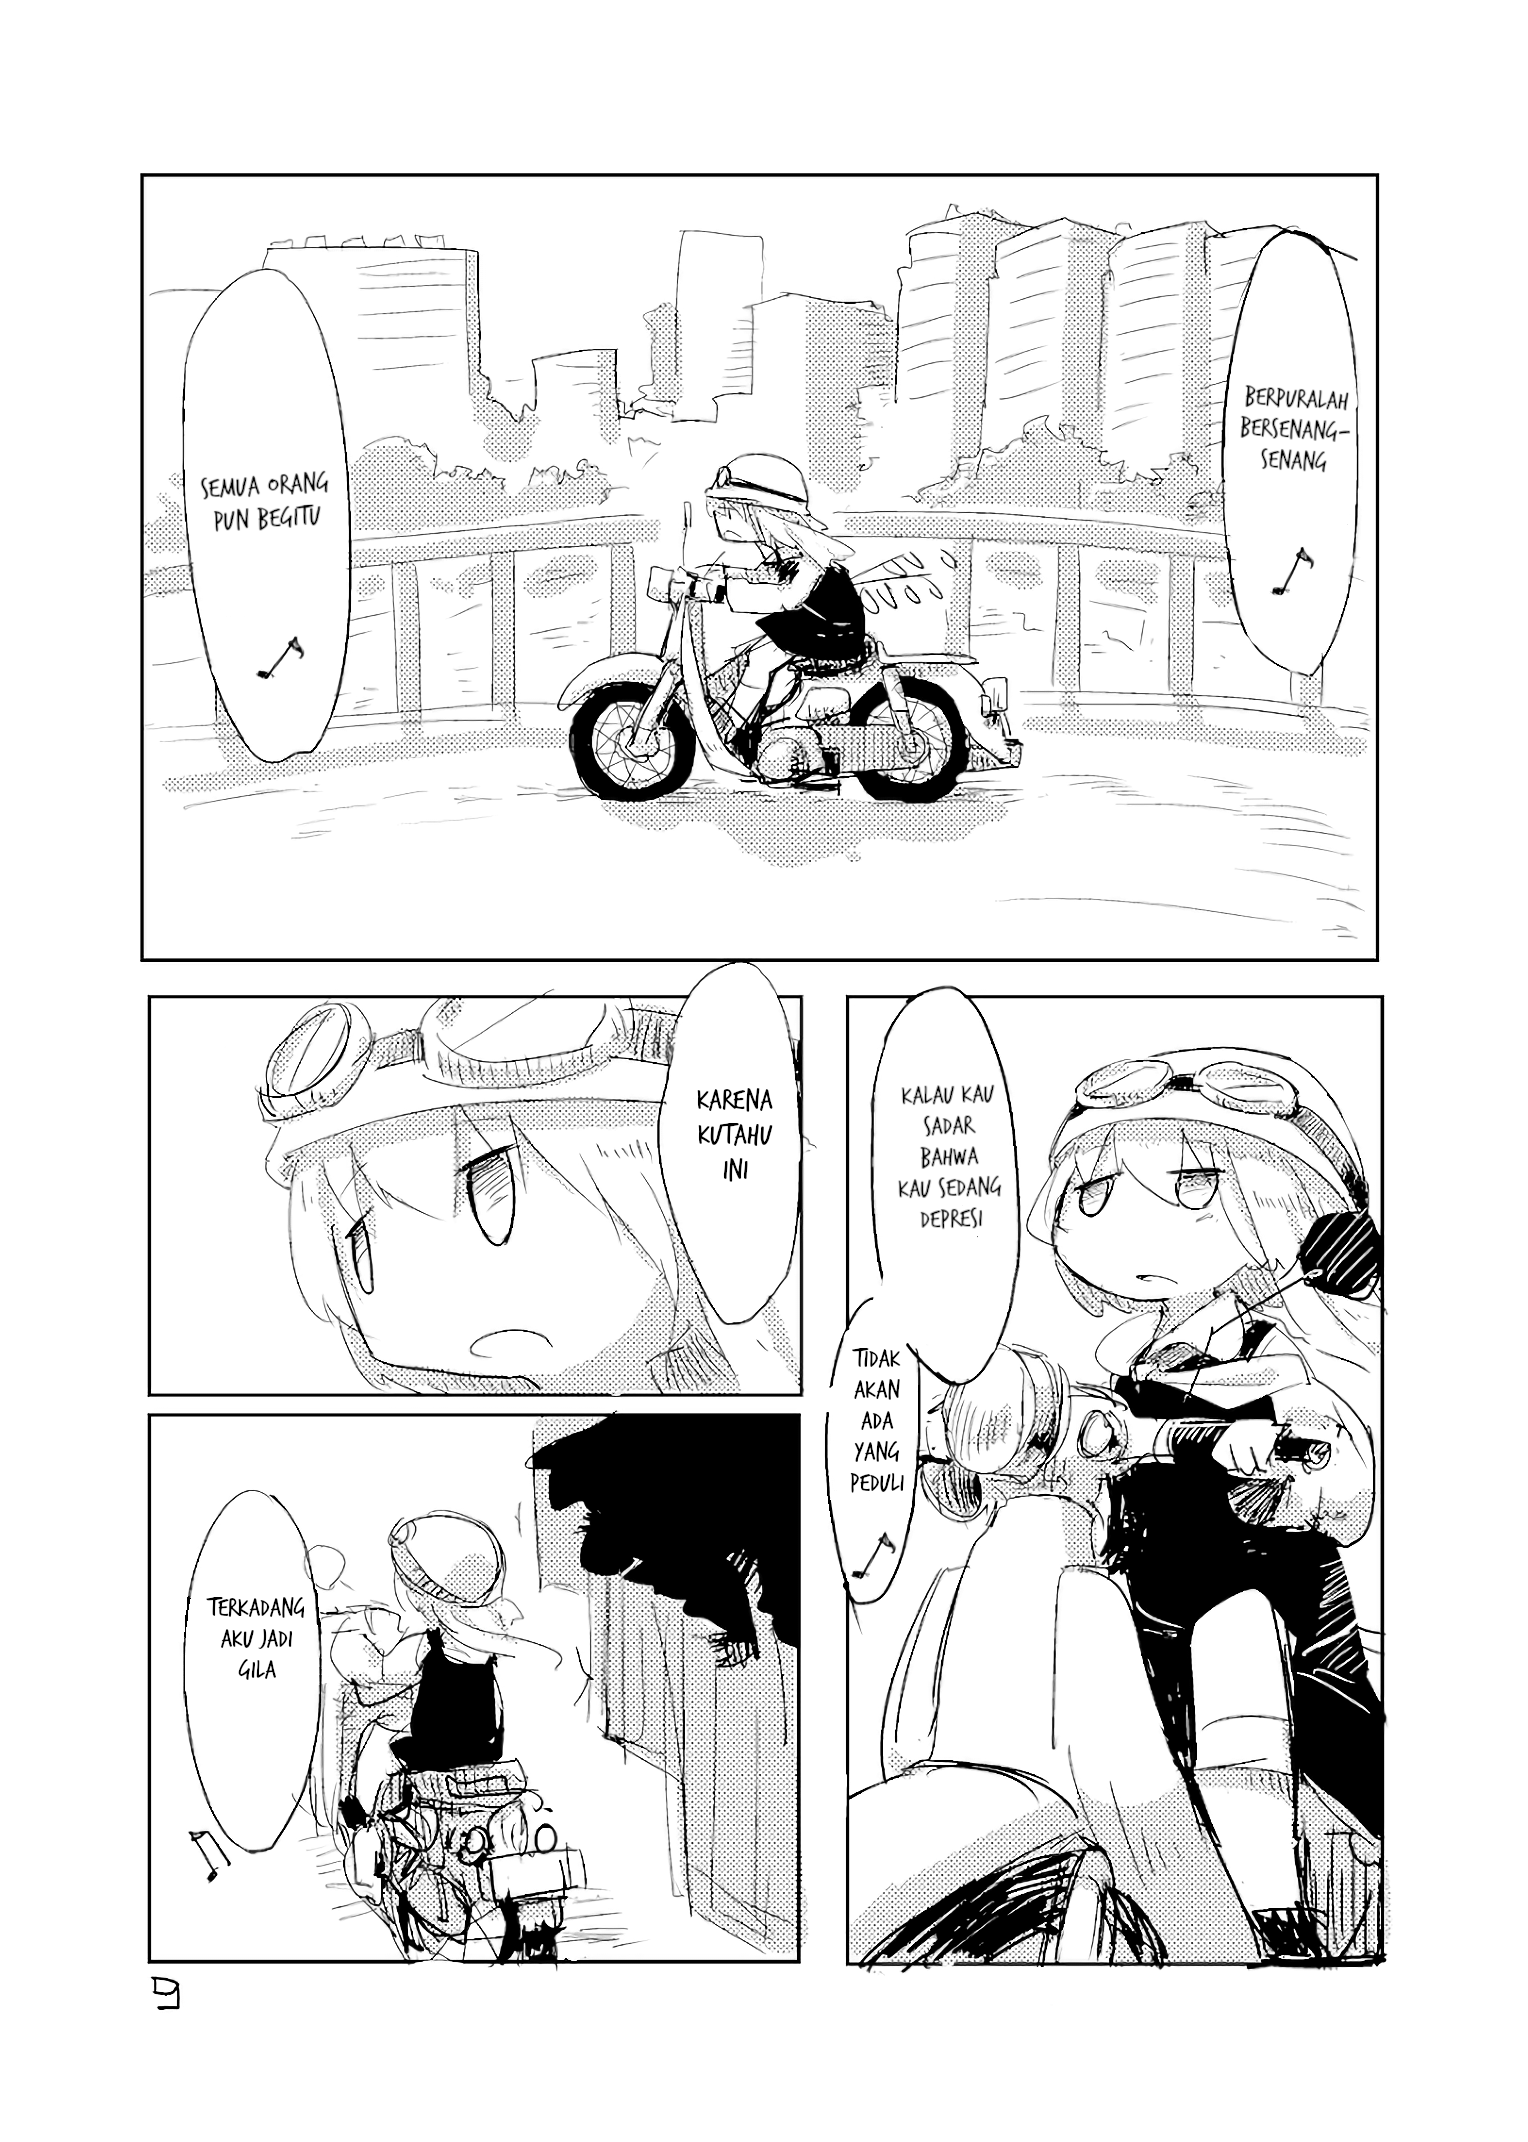 BERPURALAH
BERSENANG-
SENANG
SEMUA ORANG
PUN BEGITU
KALAU KAU
SADAR
BAHWA
KAU SEDANG
DEPRESI
TIDAK
AKAN
ADA
YANG
PEDULI
KARENA
KUTAHU
INI
TERKADANG
AKU JADI
GILA
9